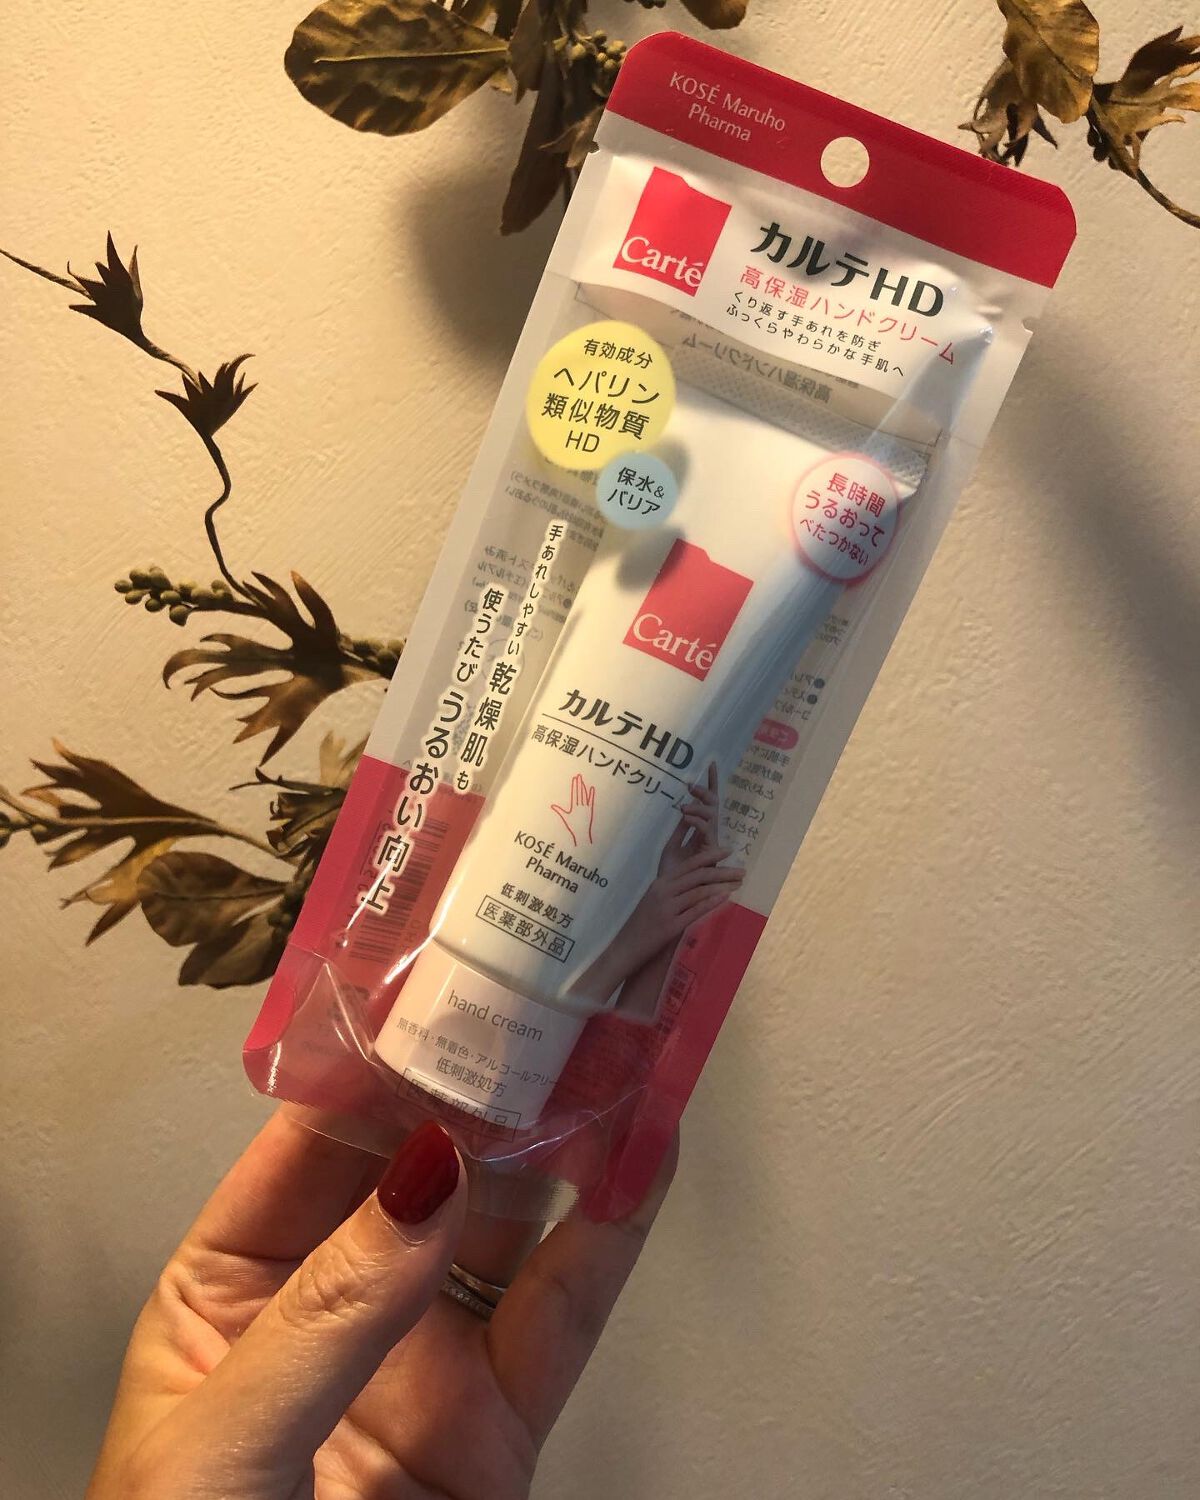 KOSÉ Maruho
Pharma
Carté
カルテHD
高保湿ハンドクリーム
くり返す手あれを防ぎ
ふっくらやわらかな手肌へ
有効成分
ヘパリン
類似物質
HD
保水&
バリア
長時間
うるおって
べたつかない
手あれしやすい乾燥肌も
使うたびうるおい向上
Carté
カルテHD
高保湿ハンドクリーム
KOSÉ Maruho
Pharma
低刺激処方
医薬部外品
hand cream
無香料・無着色・アルコールフリー
低刺激処方
医薬部外品